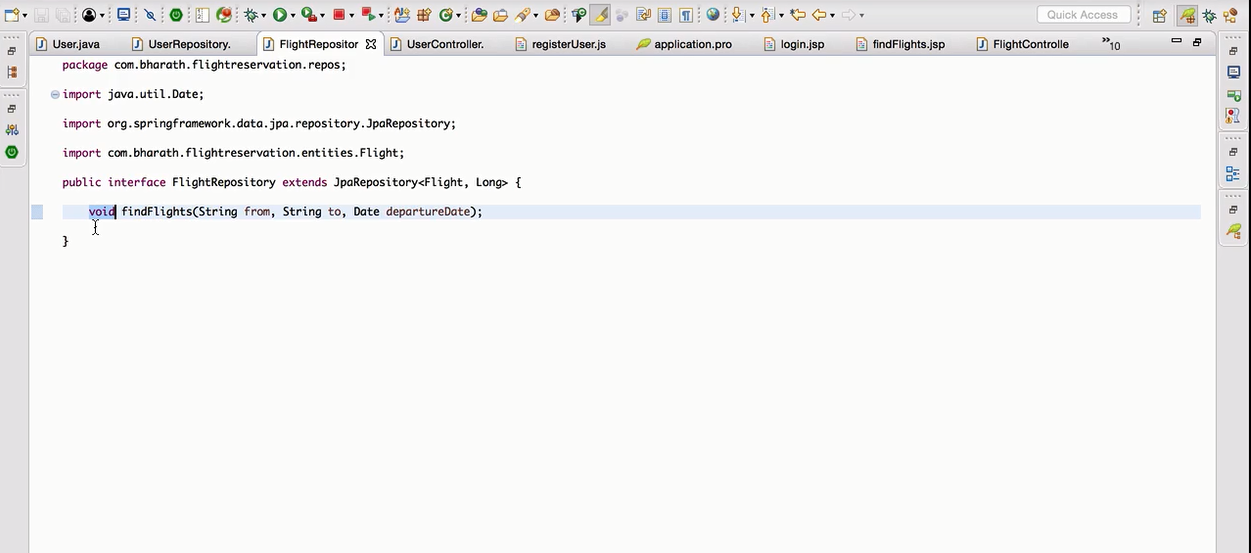 Quick Access
User.java UserRepository. FlightRepositor UserController. registerUser.js application.pro login.jsp findFlights.jsp FlightControlle »10
package com.bharath.flightreservation.repos;
import java.util.Date;
import org.springframework.data.jpa.repository.JpaRepository;
import com.bharath.flightreservation.entities.Flight;
public interface FlightRepository extends JpaRepository<Flight, Long> {
void findFlights(String from, String to, Date departureDate);
}